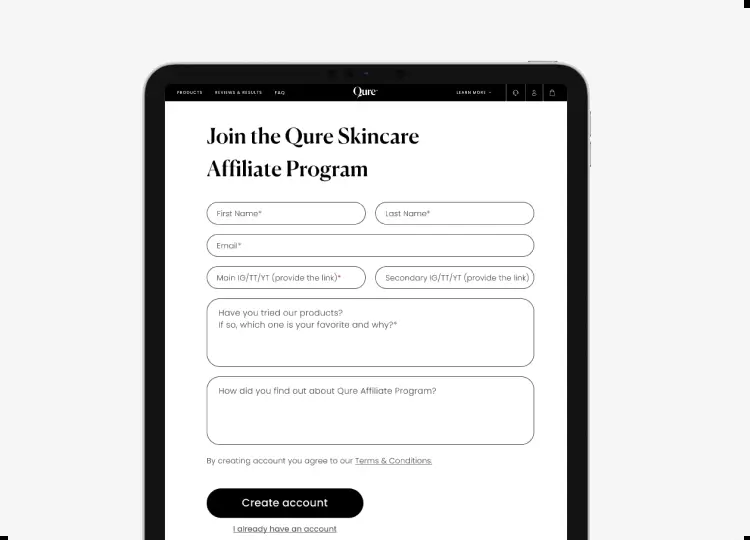 PRODUCTS REVIEWS & RESULTS FAQ Qure™ LEARN MORE
Join the Qure Skincare
Affiliate Program
First Name* Last Name*
Email*
Main IG/TT/YT (provide the link)* Secondary IG/TT/YT (provide the link)
Have you tried our products?
If so, which one is your favorite and why?*
How did you find out about Qure Affiliate Program?
By creating account you agree to our Terms & Conditions.
Create account
I already have an account